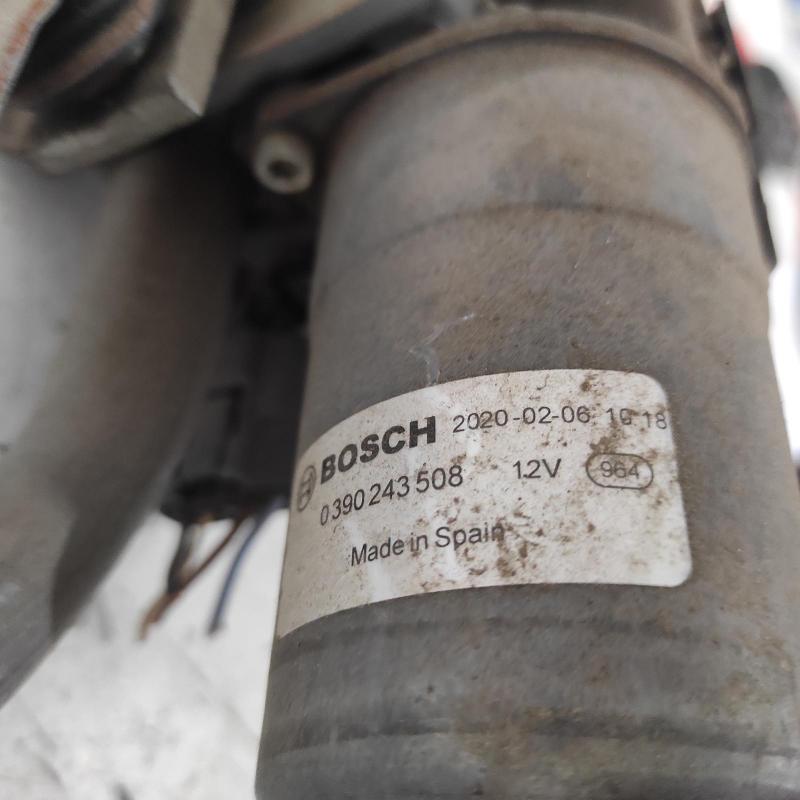 BOSCH 2020-02-06 10 18
0 390 243 508 12V 964
Made in Spain